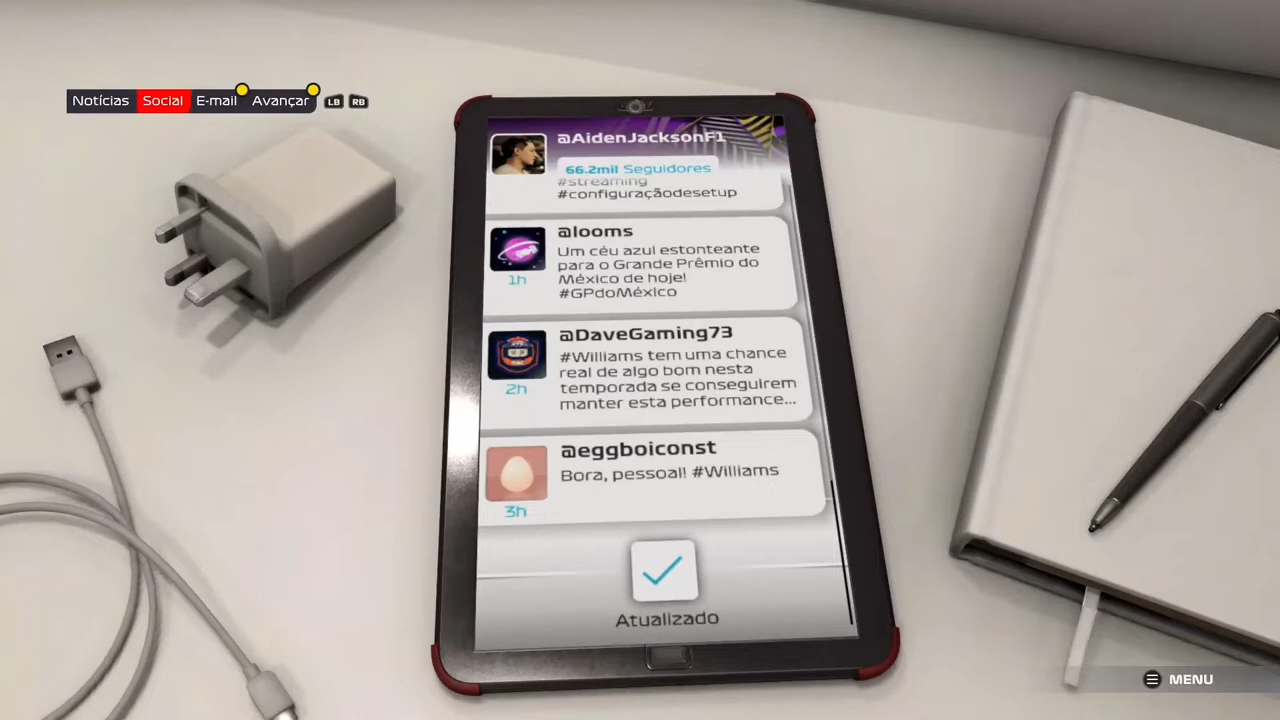 Notícias Social E-mail Avançar LB RB
@AidenJacksonF1
66.2mil Seguidores
#streaming
#configuraçãodesetup
@looms
Um céu azul estonteante
para o Grande Prêmio do
México de hoje!
#GPdoMéxico
1h
@DaveGaming73
#Williams tem uma chance
real de algo bom nesta
temporada se conseguirem
manter esta performance...
2h
@eggboiconst
Bora, pessoal! #Williams
3h
Atualizado
MENU